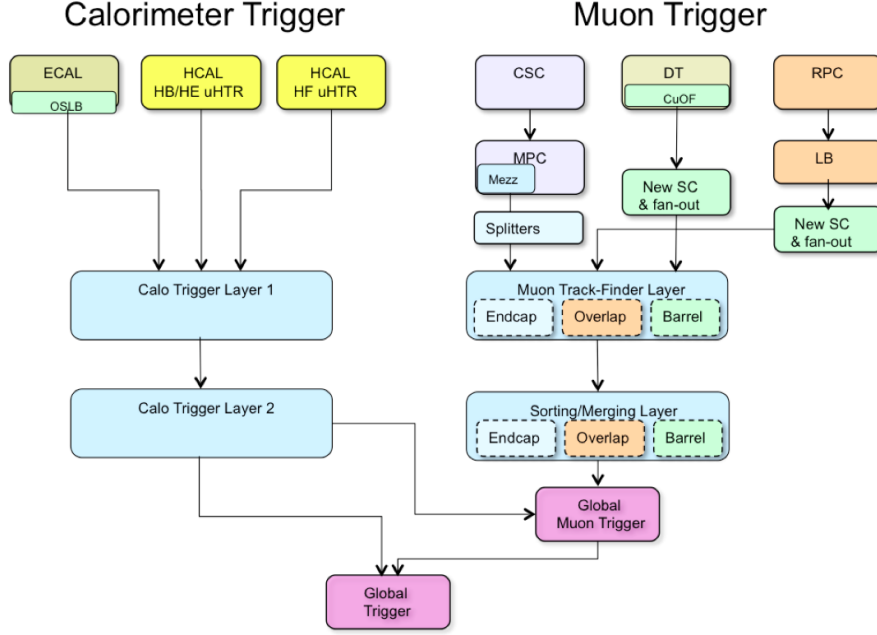 Calorimeter Trigger
Muon Trigger
ECAL
OSLB
HCAL
HB/HE uHTR
HCAL
HF uHTR
CSC
DT
CuOF
RPC
MPC
Mezz
LB
New SC
& fan-out
Splitters
New SC
& fan-out
Calo Trigger Layer 1
Muon Track-Finder Layer
Endcap
Overlap
Barrel
Calo Trigger Layer 2
Sorting/Merging Layer
Endcap
Overlap
Barrel
Global
Muon Trigger
Global
Trigger